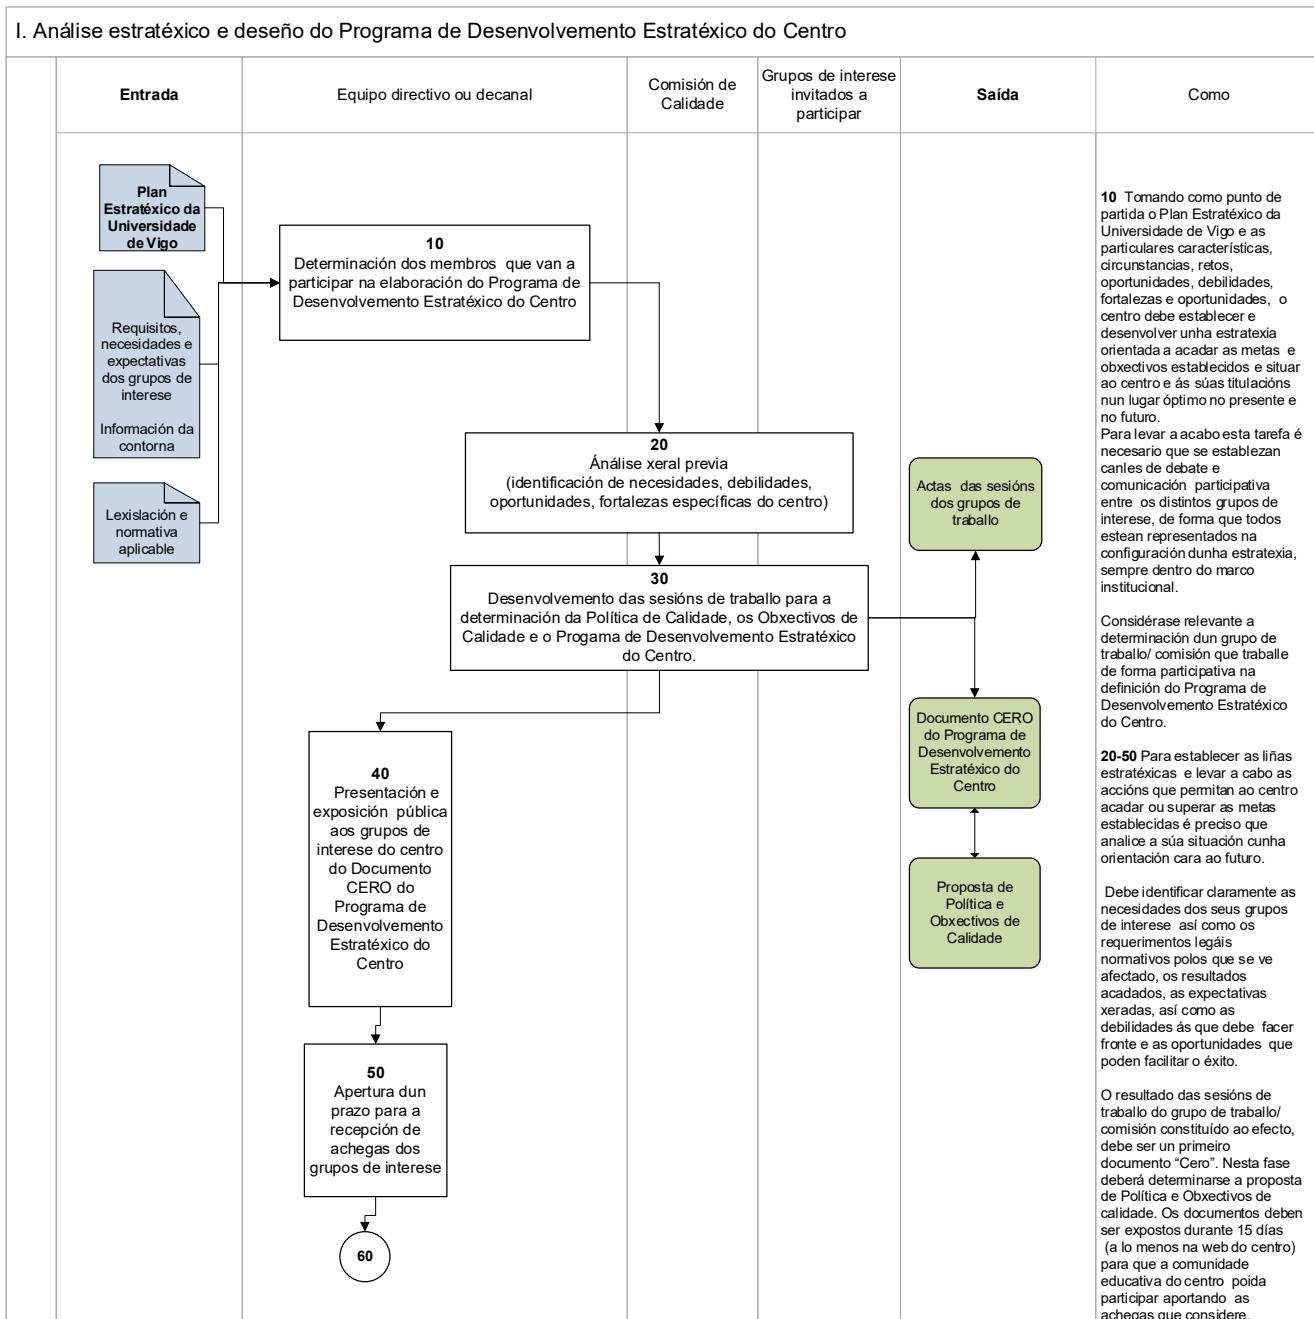 I. Análise estratéxico e deseño do Programa de Desenvolvemento Estratéxico do Centro
Entrada
Equipo directivo ou decanal
Comisión de
Calidade
Grupos de interese
invitados a
participar
Saída
Como
Plan
Estratéxico da
Universidade
de Vigo
Requisitos,
necesidades e
expectativas
dos grupos de
interese
Información da
contorna
Lexislación e
normativa
aplicable
10
Determinación dos membros que van a
participar na elaboración do Programa de
Desenvolvemento Estratéxico do Centro
20
Ánálise xeral previa
(identificación de necesidades, debilidades,
oportunidades, fortalezas específicas do centro)
30
Desenvolvemento das sesións de traballo para a
determinación da Política de Calidade, os Obxectivos de
Calidade e o Progama de Desenvolvemento Estratéxico
do Centro.
40
Presentación e
exposición pública
aos grupos de
interese do centro
do Documento
CERO do
Programa de
Desenvolvemento
Estratéxico do
Centro
50
Apertura dun
prazo para a
recepción de
achegas dos
grupos de interese
60
Actas das sesións
dos grupos de
traballo
Documento CERO
do Programa de
Desenvolvemento
Estratéxico do
Centro
Proposta de
Política e
Obxectivos de
Calidade
10 Tomando como punto de
partida o Plan Estratéxico da
Universidade de Vigo e as
particulares características,
circunstancias, retos,
oportunidades, debilidades,
fortalezas e oportunidades, o
centro debe establecer e
desenvolver unha estratexia
orientada a acadar as metas e
obxectivos establecidos e situar
ao centro e ás súas titulacións
nun lugar óptimo no presente e
no futuro.
Para levar a acabo esta tarefa é
necesario que se establezan
canles de debate e
comunicación participativa
entre os distintos grupos de
interese, de forma que todos
estean representados na
configuración dunha estratexia,
sempre dentro do marco
institucional.
Considérase relevante a
determinación dun grupo de
traballo/ comisión que traballe
de forma participativa na
definición do Programa de
Desenvolvemento Estratéxico
do Centro.
20-50 Para establecer as liñas
estratéxicas e levar a cabo as
accións que permitan ao centro
acadar ou superar as metas
establecidas é preciso que
analice a súa situación cunha
orientación cara ao futuro.
Debe identificar claramente as
necesidades dos seus grupos
de interese así como os
requerimentos legáis
normativos polos que se ve
afectado, os resultados
acadados, as expectativas
xeradas, así como as
debilidades ás que debe facer
fronte e as oportunidades que
poden facilitar o éxito.
O resultado das sesións de
traballo do grupo de traballo/
comisión constituído ao efecto,
debe ser un primeiro
documento “Cero”. Nesta fase
deberá determinarse a proposta
de Política e Obxectivos de
calidade. Os documentos deben
ser expostos durante 15 días
(a lo menos na web do centro)
para que a comunidade
educativa do centro poida
participar aportando as
achegas que considere.